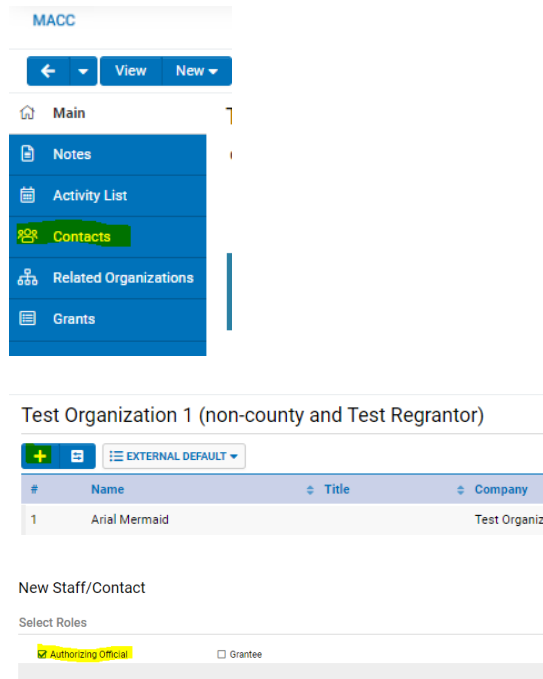 MACC
View New
Main
Notes
Activity List
Contacts
Related Organizations
Grants
Test Organization 1 (non-county and Test Regrantor)
EXTERNAL DEFAULT
# Name Title Company
1 Arial Mermaid Test Organiz
New Staff/Contact
Select Roles
Authorizing Official Grantee